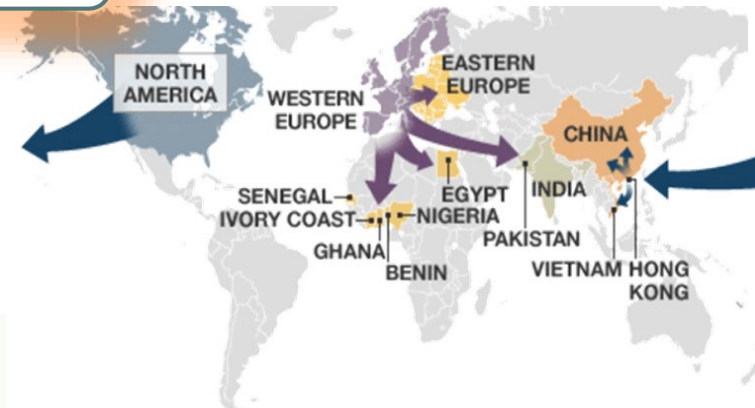 NORTH
AMERICA
WESTERN
EUROPE
EASTERN
EUROPE
CHINA
SENEGAL
IVORY COAST
GHANA
BENIN
NIGERIA
EGYPT
INDIA
PAKISTAN
VIETNAM
HONG
KONG